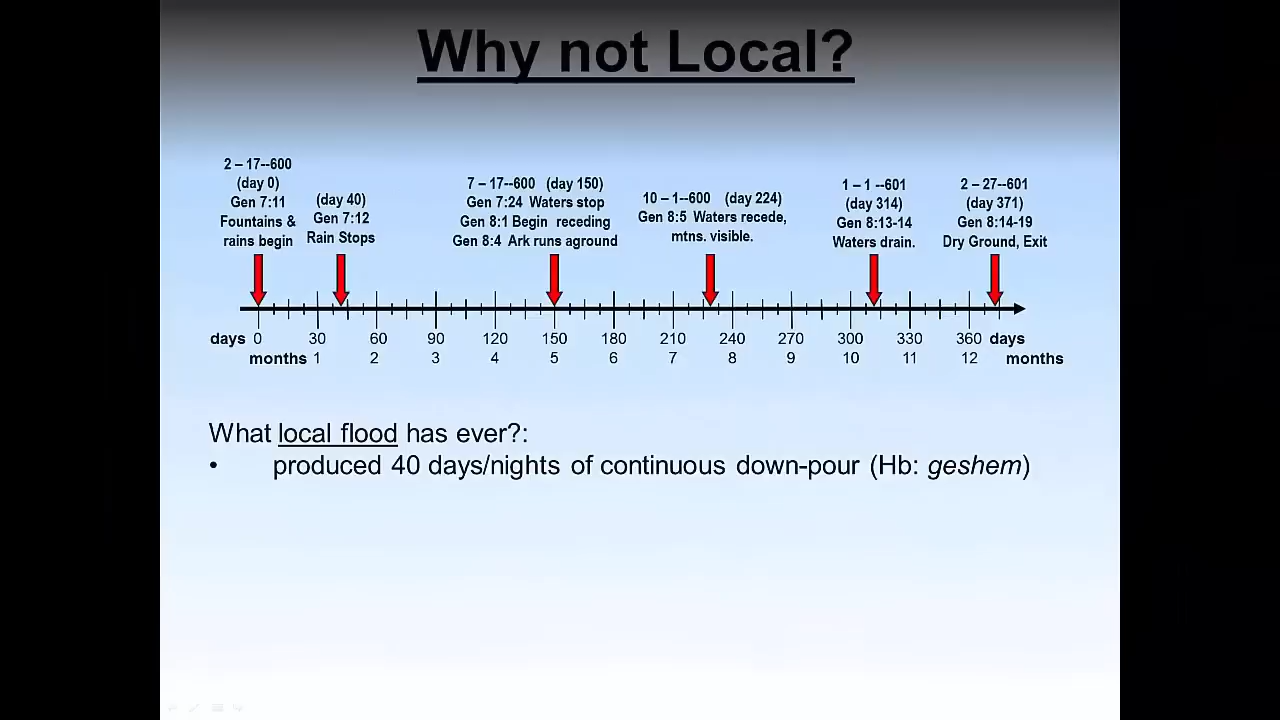 Why not Local?
2 – 17--600
(day 0)
Gen 7:11
Fountains &
rains begin
(day 40)
Gen 7:12
Rain Stops
7 – 17--600 (day 150)
Gen 7:24 Waters stop
Gen 8:1 Begin receding
Gen 8:4 Ark runs aground
10 – 1--600 (day 224)
Gen 8:5 Waters recede,
mtns. visible.
1 – 1 --601
(day 314)
Gen 8:13-14
Waters drain.
2 – 27--601
(day 371)
Gen 8:14-19
Dry Ground, Exit
days 0 30 60 90 120 150 180 210 240 270 300 330 360 days
months 1 2 3 4 5 6 7 8 9 10 11 12 months
What local flood has ever?:
• produced 40 days/nights of continuous down-pour (Hb: geshem)